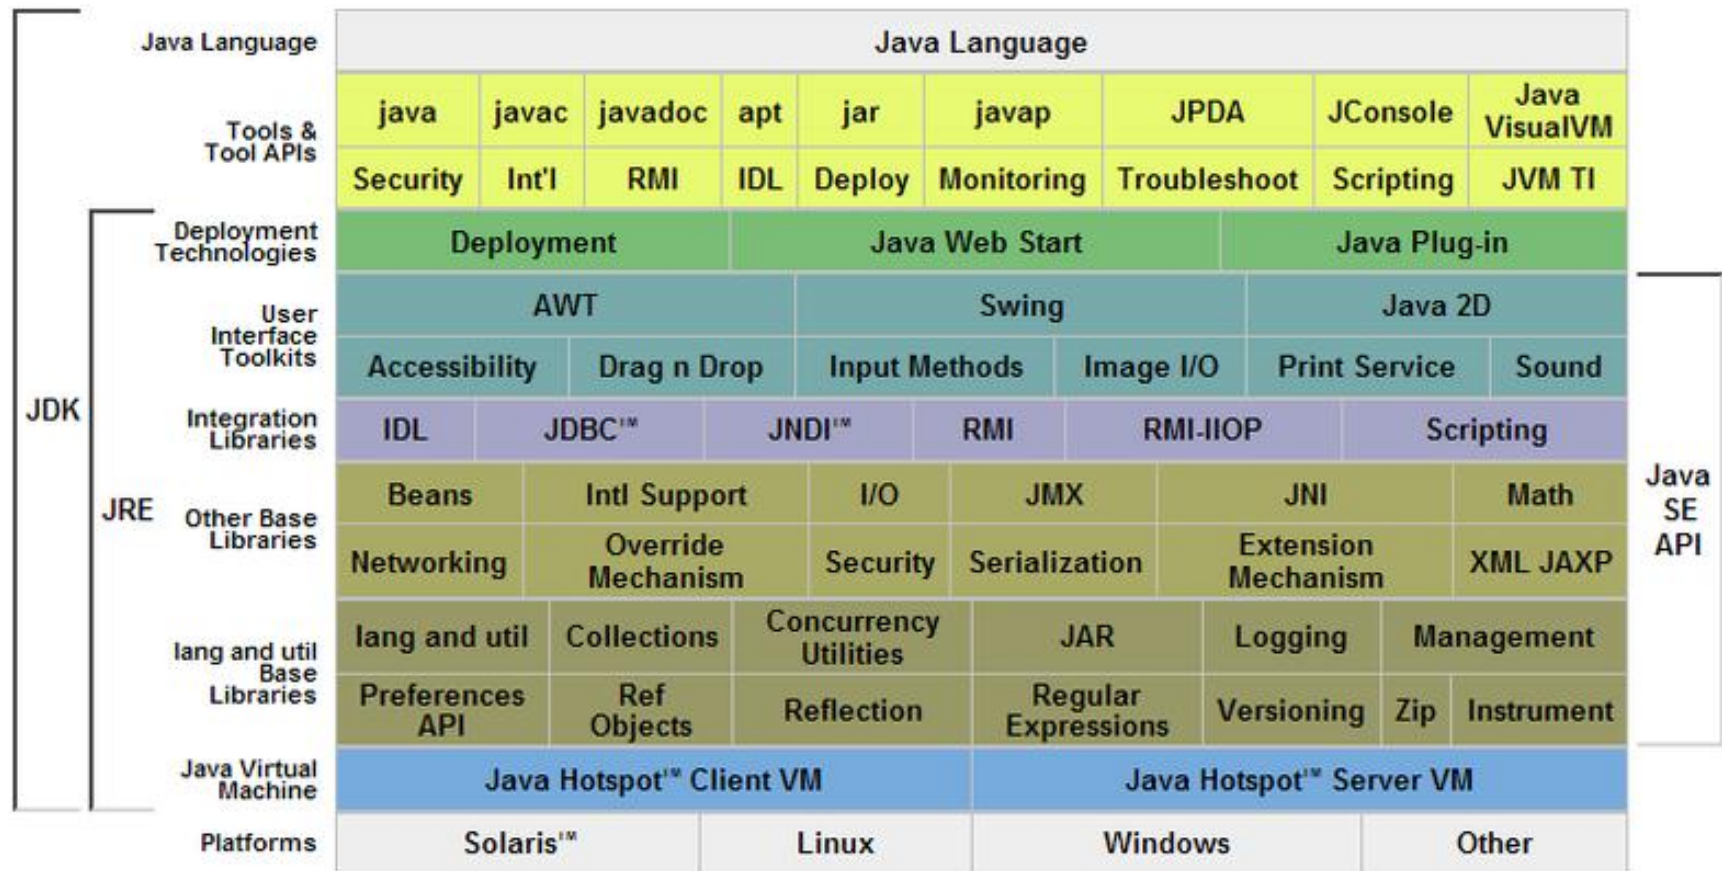 Java Language
Java Language
Tools &
Tool APIs
java javac javadoc apt jar javap JPDA JConsole Java
VisualVM
Security Int'l RMI IDL Deploy Monitoring Troubleshoot Scripting JVM TI
Deployment
Technologies
Deployment Java Web Start Java Plug-in
User
Interface
Toolkits
AWT Swing Java 2D
Accessibility Drag n Drop Input Methods Image I/O Print Service Sound
JDK
Integration
Libraries
IDL JDBC™ JNDI™ RMI RMI-IIOP Scripting
JRE
Other Base
Libraries
Beans Intl Support I/O JMX JNI Math
Networking Override
Mechanism Security Serialization Extension
Mechanism XML JAXP
Java
SE
API
lang and util
Base
Libraries
lang and util Collections Concurrency
Utilities JAR Logging Management
Preferences
API Ref
Objects Reflection Regular
Expressions Versioning Zip Instrument
Java Virtual
Machine
Java Hotspot™ Client VM Java Hotspot™ Server VM
Platforms
Solaris™ Linux Windows Other